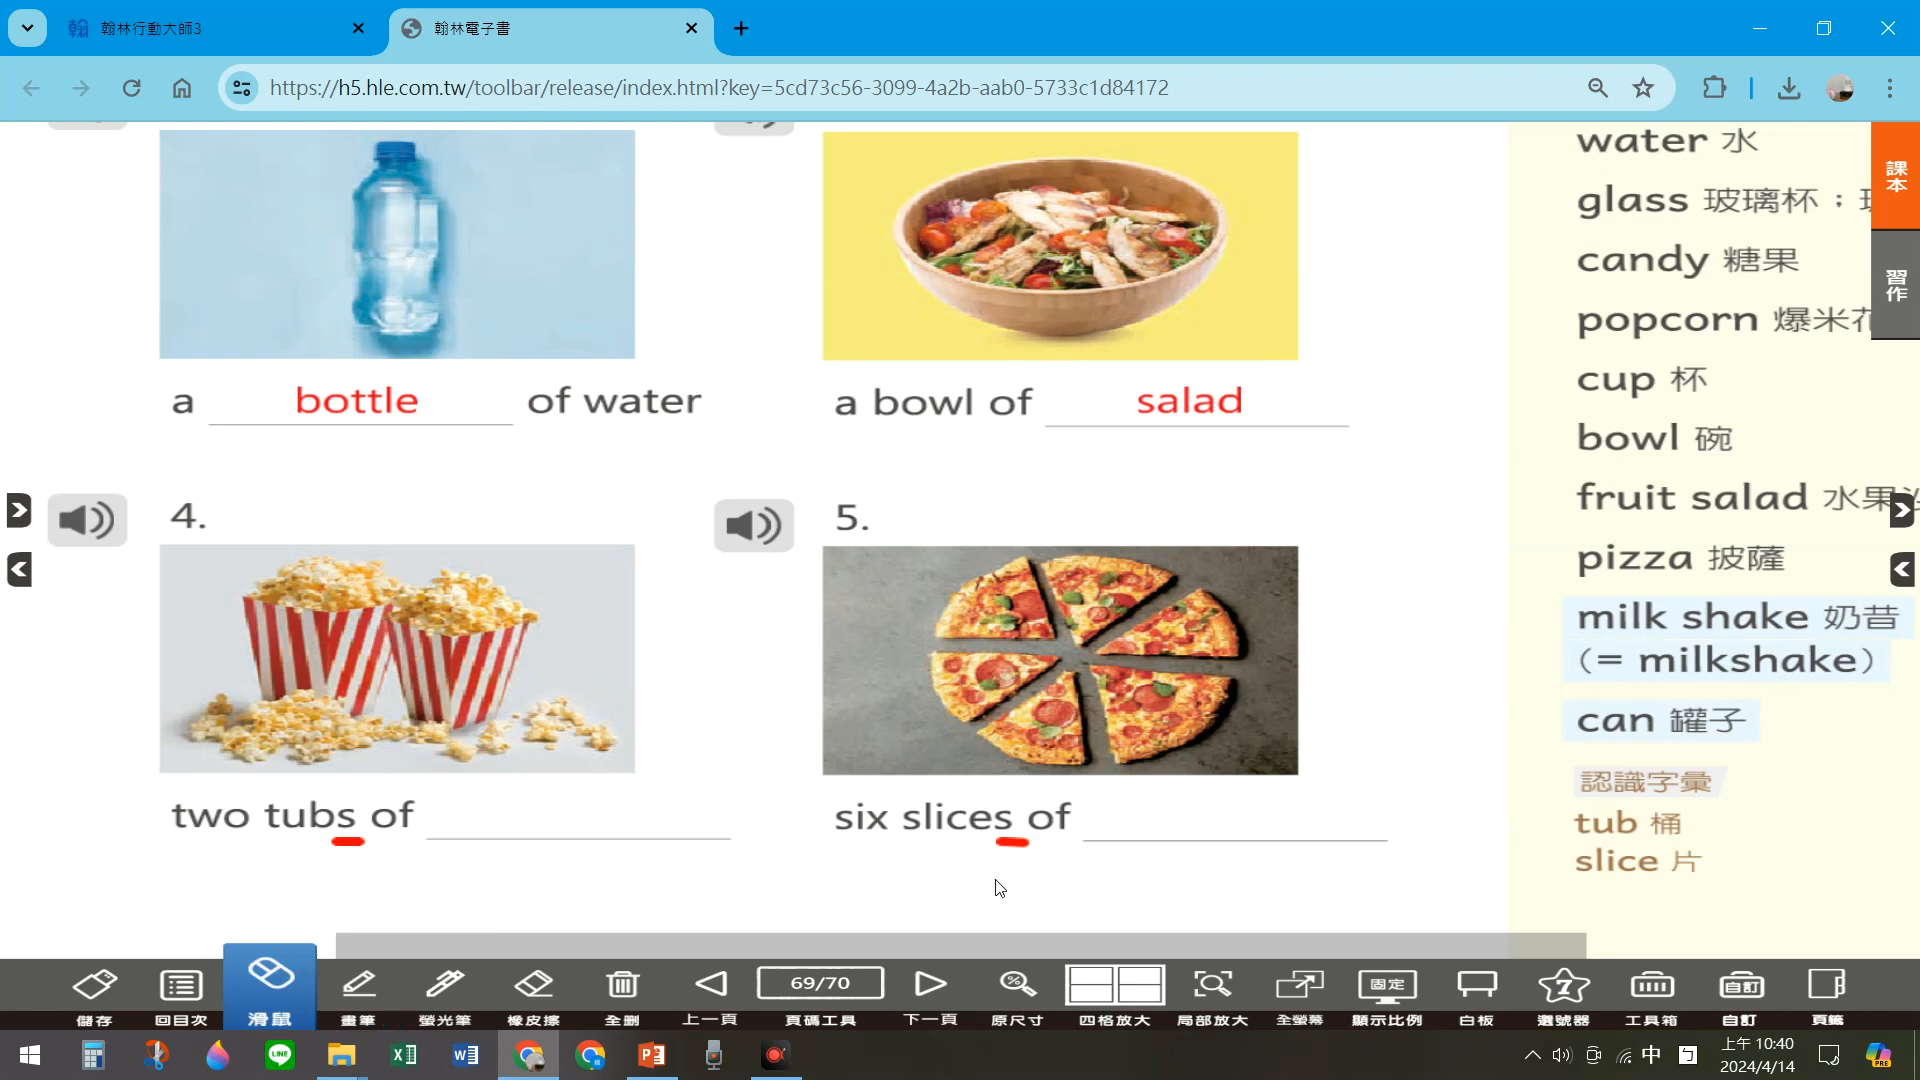 翰林行動大師3
翰林電子書
https://h5.hle.com.tw/toolbar/release/index.html?key=5cd73c56-3099-4a2b-aab0-5733c1d84172
a bottle of water
a bowl of salad
4.
two tubs of
5.
six slices of
water 水
glass 玻璃杯；
candy 糖果
popcorn 爆米花
cup 杯
bowl 碗
fruit salad 水果
pizza 披薩
milk shake 奶昔
(= milkshake)
can 罐子
認識字彙
tub 桶
slice 片
課本
習作
儲存 回目次 滑鼠 畫筆 螢光筆 橡皮擦 全刪 上一頁 69/70 頁碼工具 下一頁 % 原尺寸 四格放大 局部放大 全螢幕 固定 顯示比例 白板 7 選號器 工具箱 自訂 自訂 頁籤
LINE
中
上午 10:40
2024/4/14
PRE